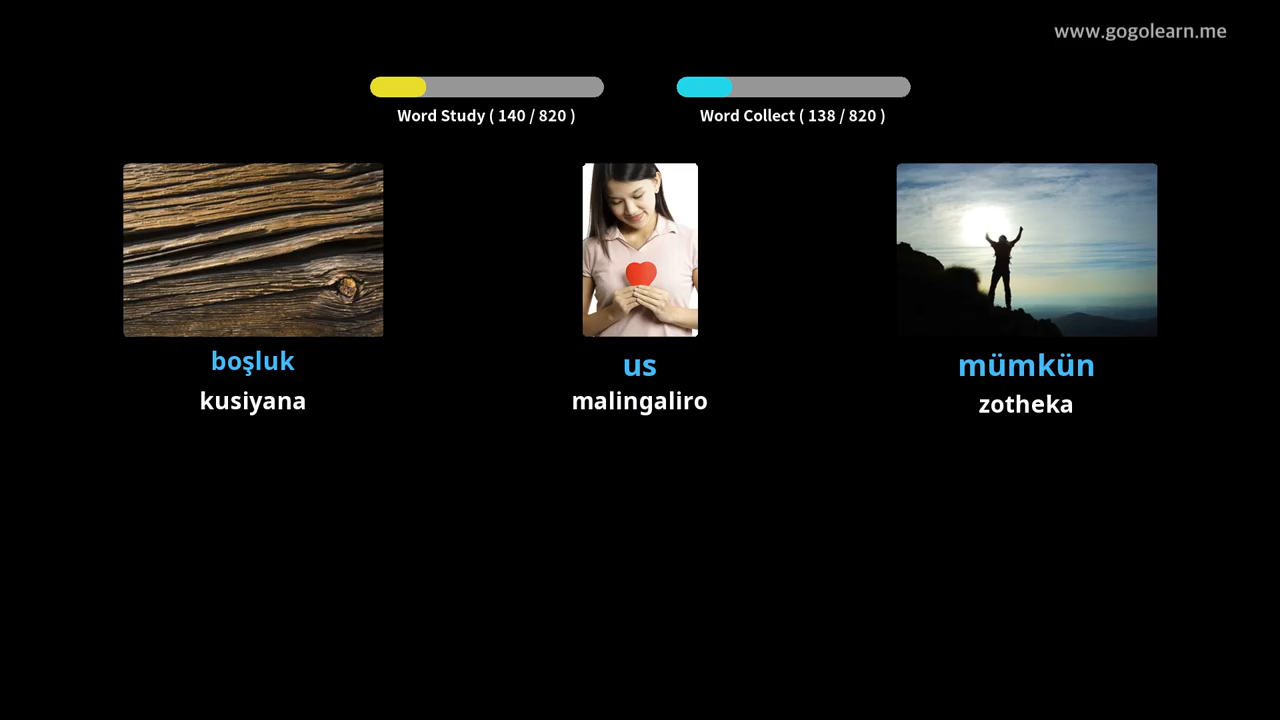 www.gogolearn.me
Word Study ( 140 / 820 )
Word Collect ( 138 / 820 )
boşluk
kusiyana
us
malingaliro
mümkün
zotheka